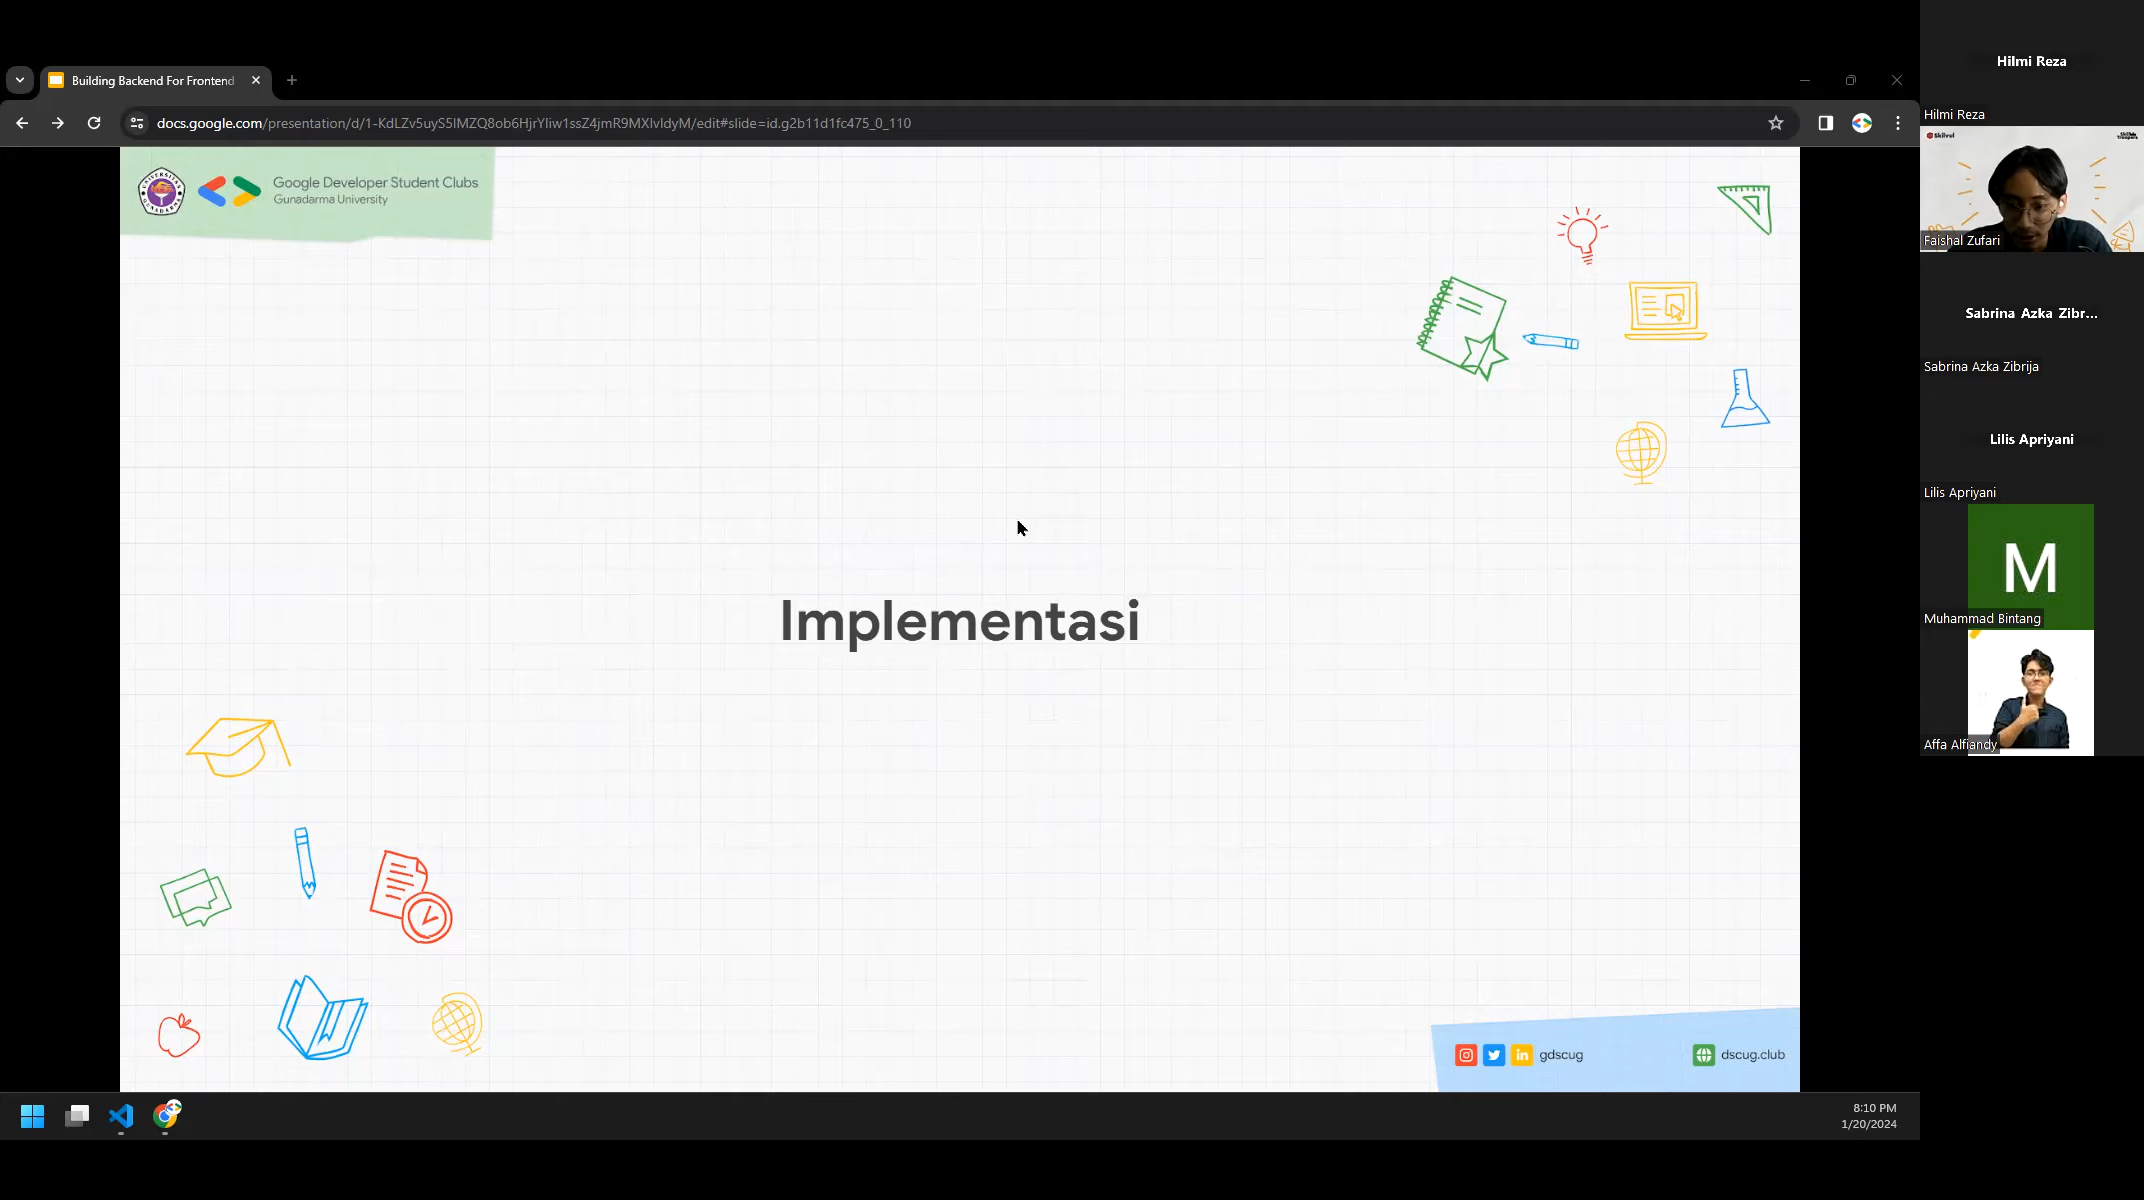 Building Backend For Frontend
docs.google.com/presentation/d/1-KdLZv5uyS5IMZQ8ob6HjrYliw1ssZ4jmR9MXlvldyM/edit#slide=id.g2b11d1fc475_0_110
Google Developer Student Clubs
Gunadarma University
Implementasi
gdscug
dscug.club
8:10 PM
1/20/2024
Hilmi Reza
Hilmi Reza
Skilvul
Faishal Zufari
Sabrina Azka Zibr...
Sabrina Azka Zibrija
Lilis Apriyani
Lilis Apriyani
M
Muhammad Bintang
Affa Alfiandy